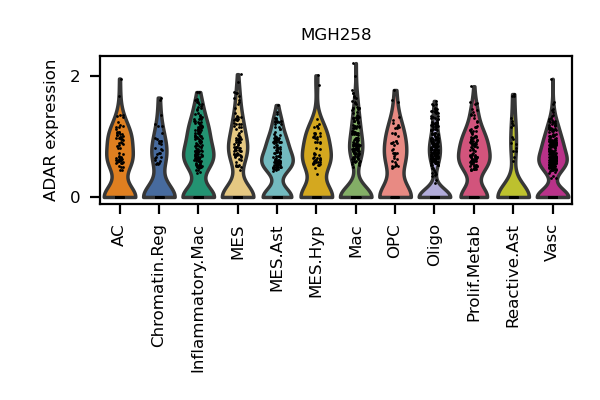 MGH258
ADAR expression
2
0
AC
Chromatin.Reg
Inflammatory.Mac
MES
MES.Ast
MES.Hyp
Mac
OPC
Oligo
Prolif.Metab
Reactive.Ast
Vasc